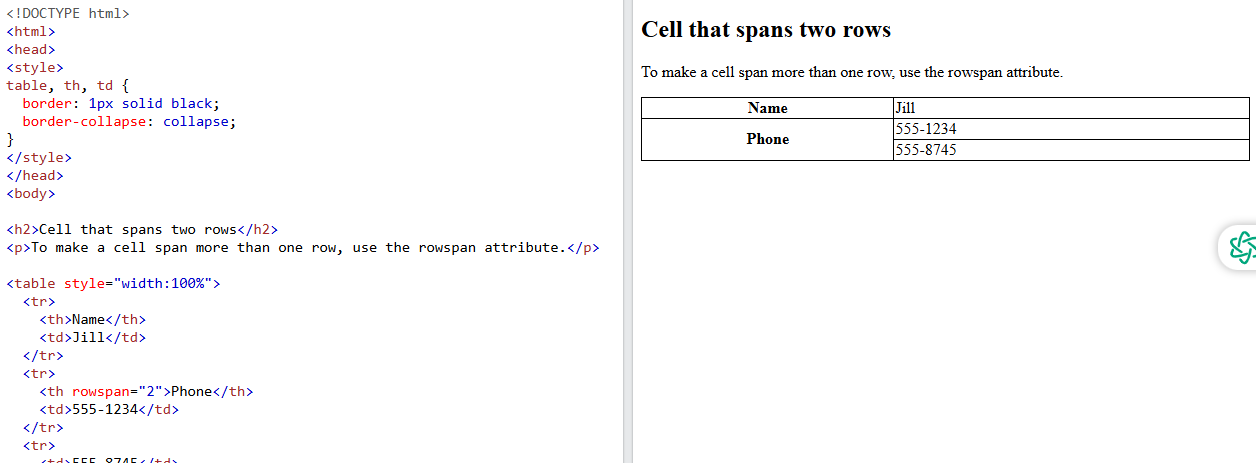 <!DOCTYPE html>
<html>
<head>
<style>
table, th, td {
  border: 1px solid black;
  border-collapse: collapse;
}
</style>
</head>
<body>

<h2>Cell that spans two rows</h2>
<p>To make a cell span more than one row, use the rowspan attribute.</p>

<table style="width:100%">
  <tr>
    <th>Name</th>
    <td>Jill</td>
  </tr>
  <tr>
    <th rowspan="2">Phone</th>
    <td>555-1234</td>
  </tr>
  <tr>
    <td>555-8745</td>
Cell that spans two rows
To make a cell span more than one row, use the rowspan attribute.
Name Jill
Phone 555-1234
555-8745